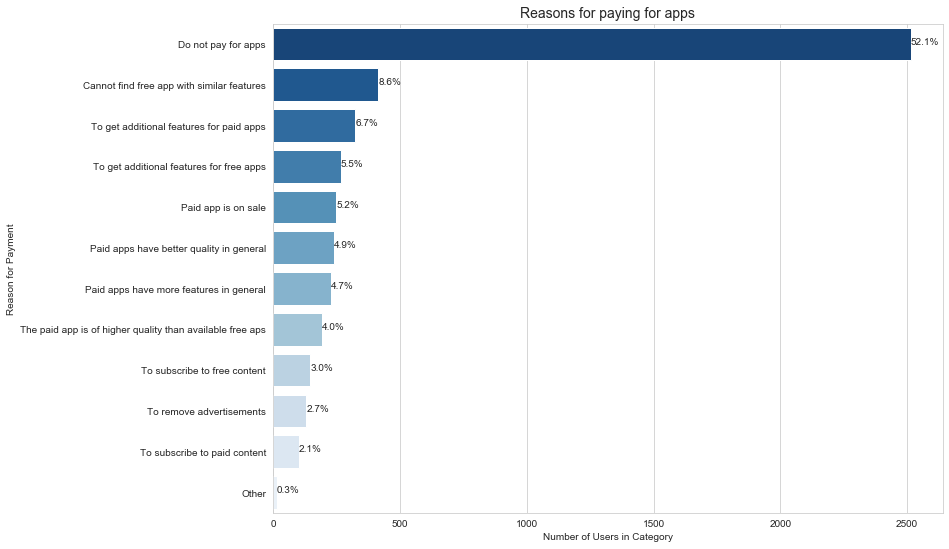 Reasons for paying for apps
Do not pay for apps 52.1%
Cannot find free app with similar features 8.6%
To get additional features for paid apps 6.7%
To get additional features for free apps 5.5%
Paid app is on sale 5.2%
Paid apps have better quality in general 4.9%
Paid apps have more features in general 4.7%
The paid app is of higher quality than available free aps 4.0%
To subscribe to free content 3.0%
To remove advertisements 2.7%
To subscribe to paid content 2.1%
Other 0.3%
Reason for Payment
0 500 1000 1500 2000 2500
Number of Users in Category